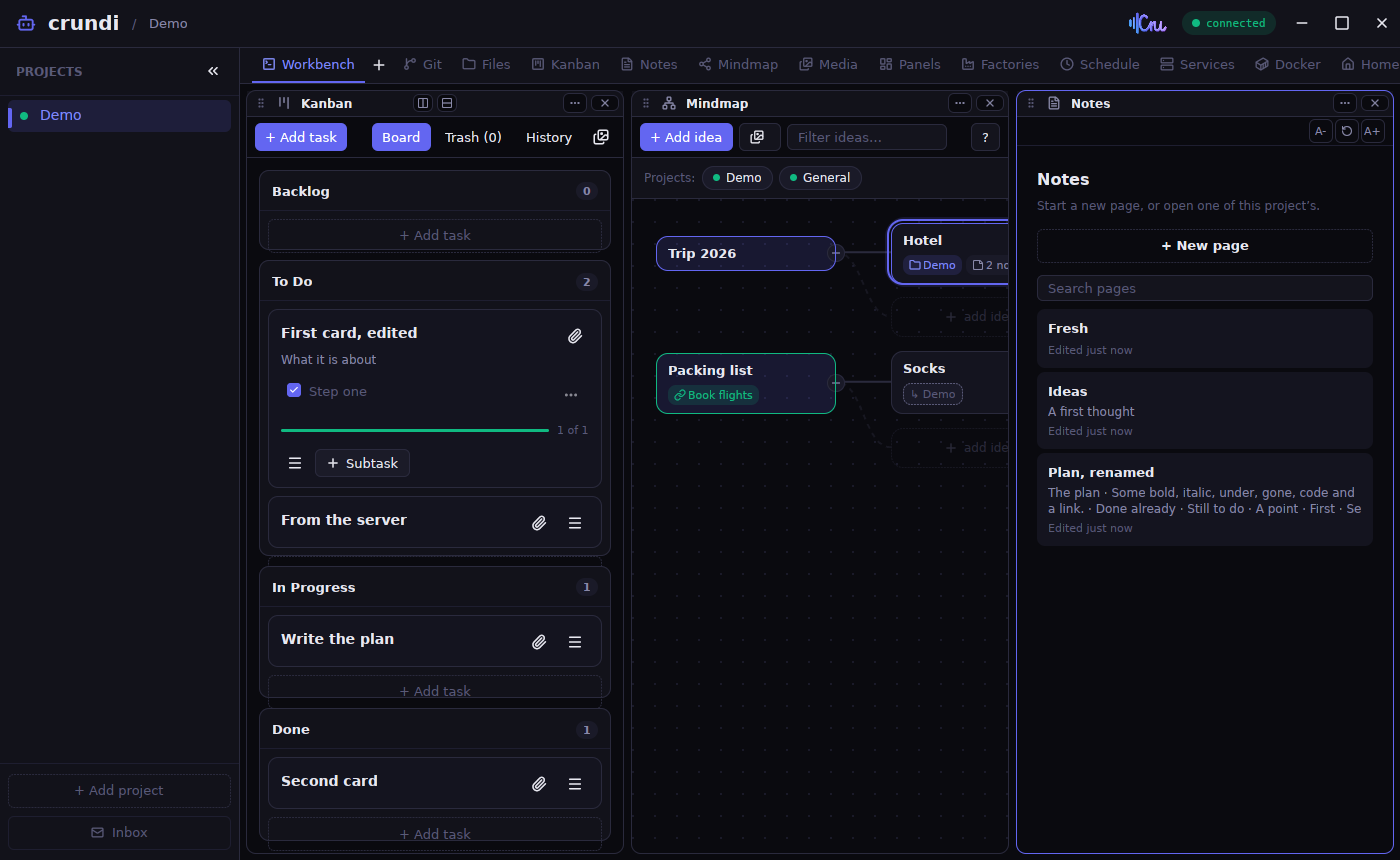 crundi / Demo
Cru
connected
PROJECTS
Demo
+ Add project
Inbox
Workbench + Git Files Kanban Notes Mindmap Media Panels Factories Schedule Services Docker Home
Kanban
+ Add task Board Trash (0) History
Backlog 0
+ Add task
To Do 2
First card, edited
What it is about
Step one
1 of 1
+ Subtask
From the server
In Progress 1
Write the plan
+ Add task
Done 1
Second card
+ Add task
Mindmap
+ Add idea Filter ideas... ?
Projects: Demo General
Trip 2026
Hotel
Demo 2 no
+ add ide
Packing list
Book flights
Socks
↳ Demo
+ add ide
Notes
A- A+
Notes
Start a new page, or open one of this project's.
+ New page
Search pages
Fresh
Edited just now
Ideas
A first thought
Edited just now
Plan, renamed
The plan · Some bold, italic, under, gone, code and
a link. · Done already · Still to do · A point · First · Se
Edited just now